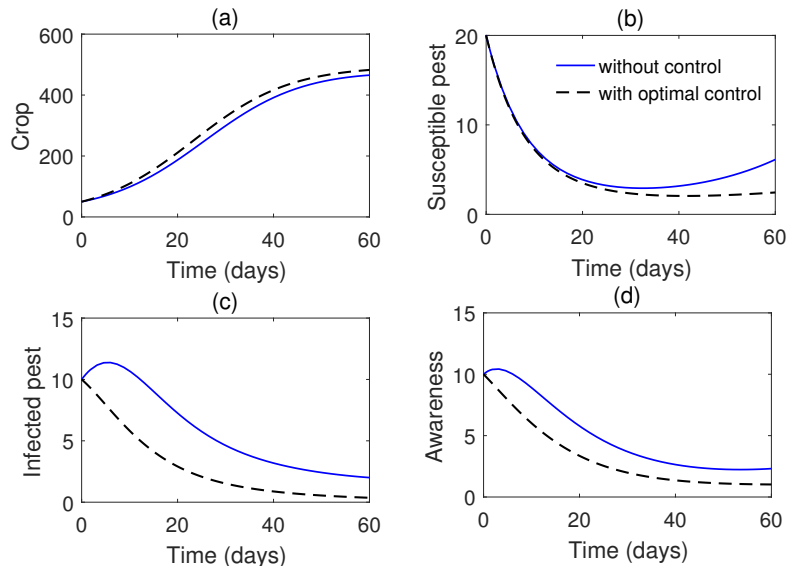 (a)
600
400
200
0
Crop
0 20 40 60
Time (days)
(b)
20
10
0
Susceptible pest
without control
with optimal control
0 20 40 60
Time (days)
(c)
15
10
5
0
Infected pest
0 20 40 60
Time (days)
(d)
15
10
5
0
Awareness
0 20 40 60
Time (days)